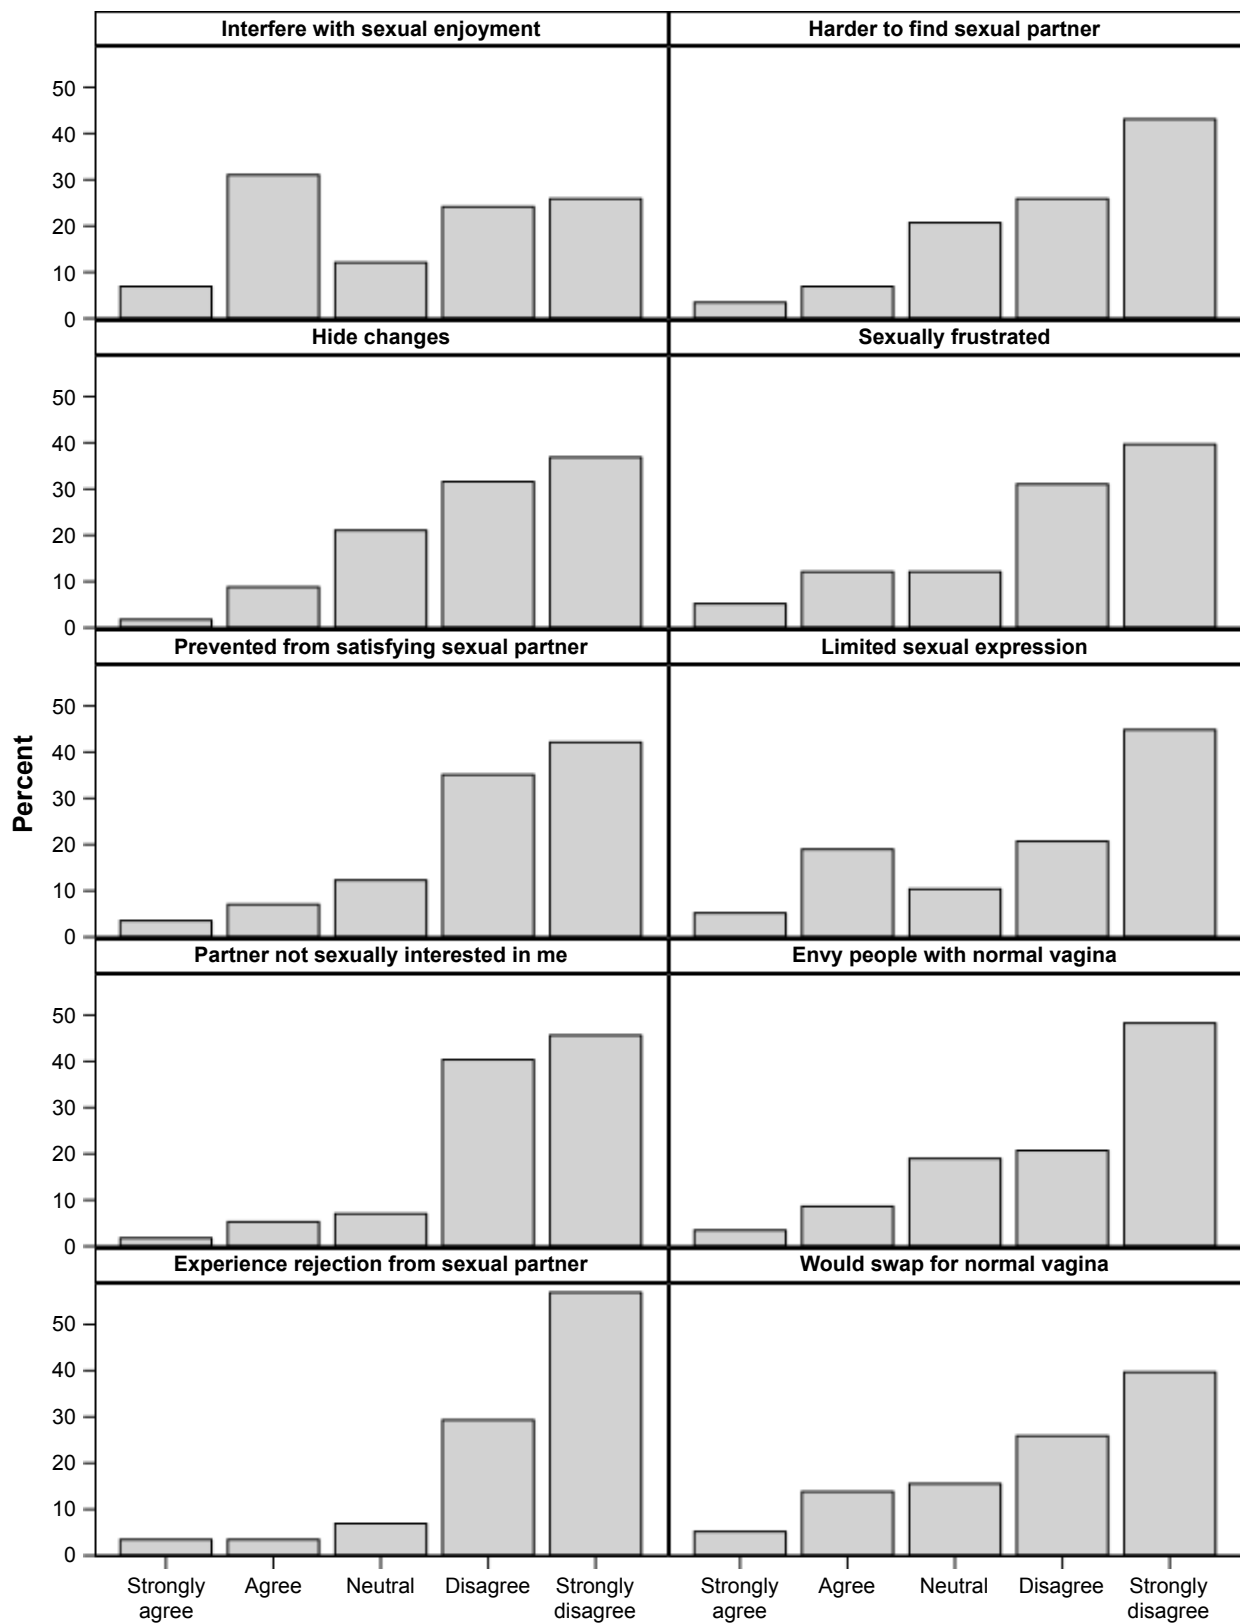 Interfere with sexual enjoyment
Harder to find sexual partner
50
40
30
20
10
0
Hide changes
Sexually frustrated
50
40
30
20
10
0
Prevented from satisfying sexual partner
Limited sexual expression
50
40
30
20
10
0
Percent
Partner not sexually interested in me
Envy people with normal vagina
50
40
30
20
10
0
Experience rejection from sexual partner
Would swap for normal vagina
50
40
30
20
10
0
Strongly agree
Agree
Neutral
Disagree
Strongly disagree
Strongly agree
Agree
Neutral
Disagree
Strongly disagree